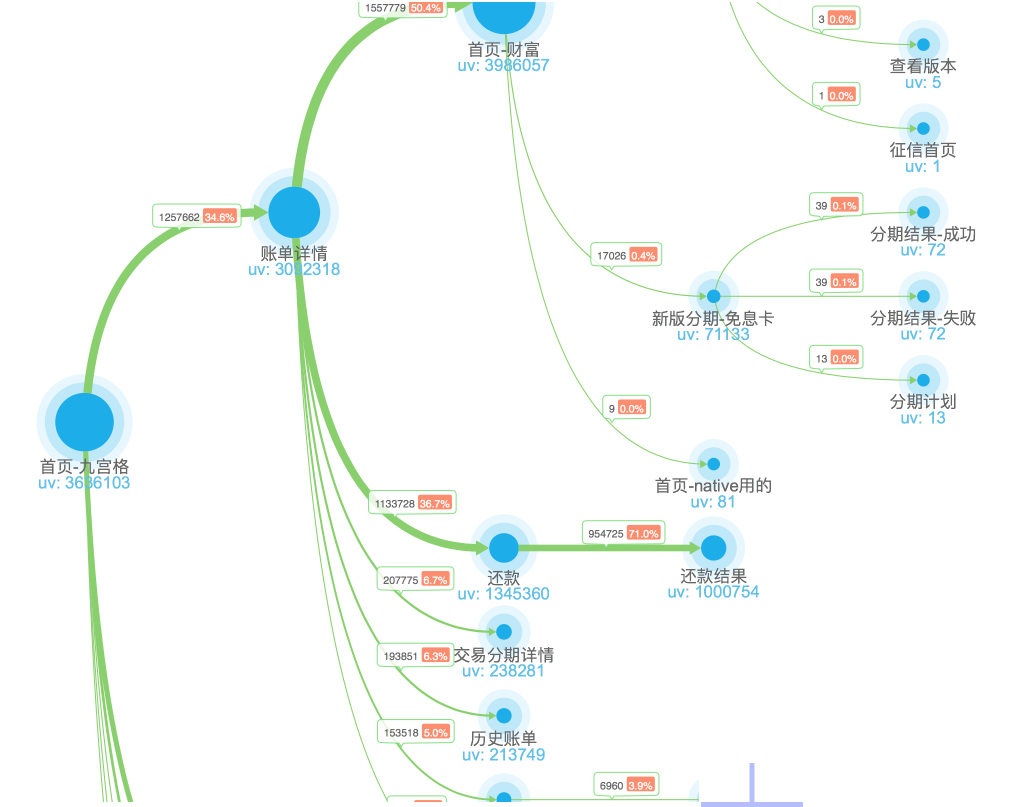 1557779 50.4%
首页-财富
uv: 3986057
3 0.0%
查看版本
uv: 5
1 0.0%
征信首页
uv: 1
1257662 34.6%
账单详情
uv: 3092318
39 0.1%
分期结果-成功
uv: 72
17026 0.4%
新版分期-免息卡
uv: 71133
39 0.1%
分期结果-失败
uv: 72
13 0.0%
分期计划
uv: 13
9 0.0%
首页-native用的
uv: 81
首页-九宫格
uv: 3636103
1133728 36.7%
还款
uv: 1345360
954725 71.0%
还款结果
uv: 1000754
207775 6.7%
交易分期详情
uv: 238281
193851 6.3%
历史账单
uv: 213749
153518 5.0%
6960 3.9%